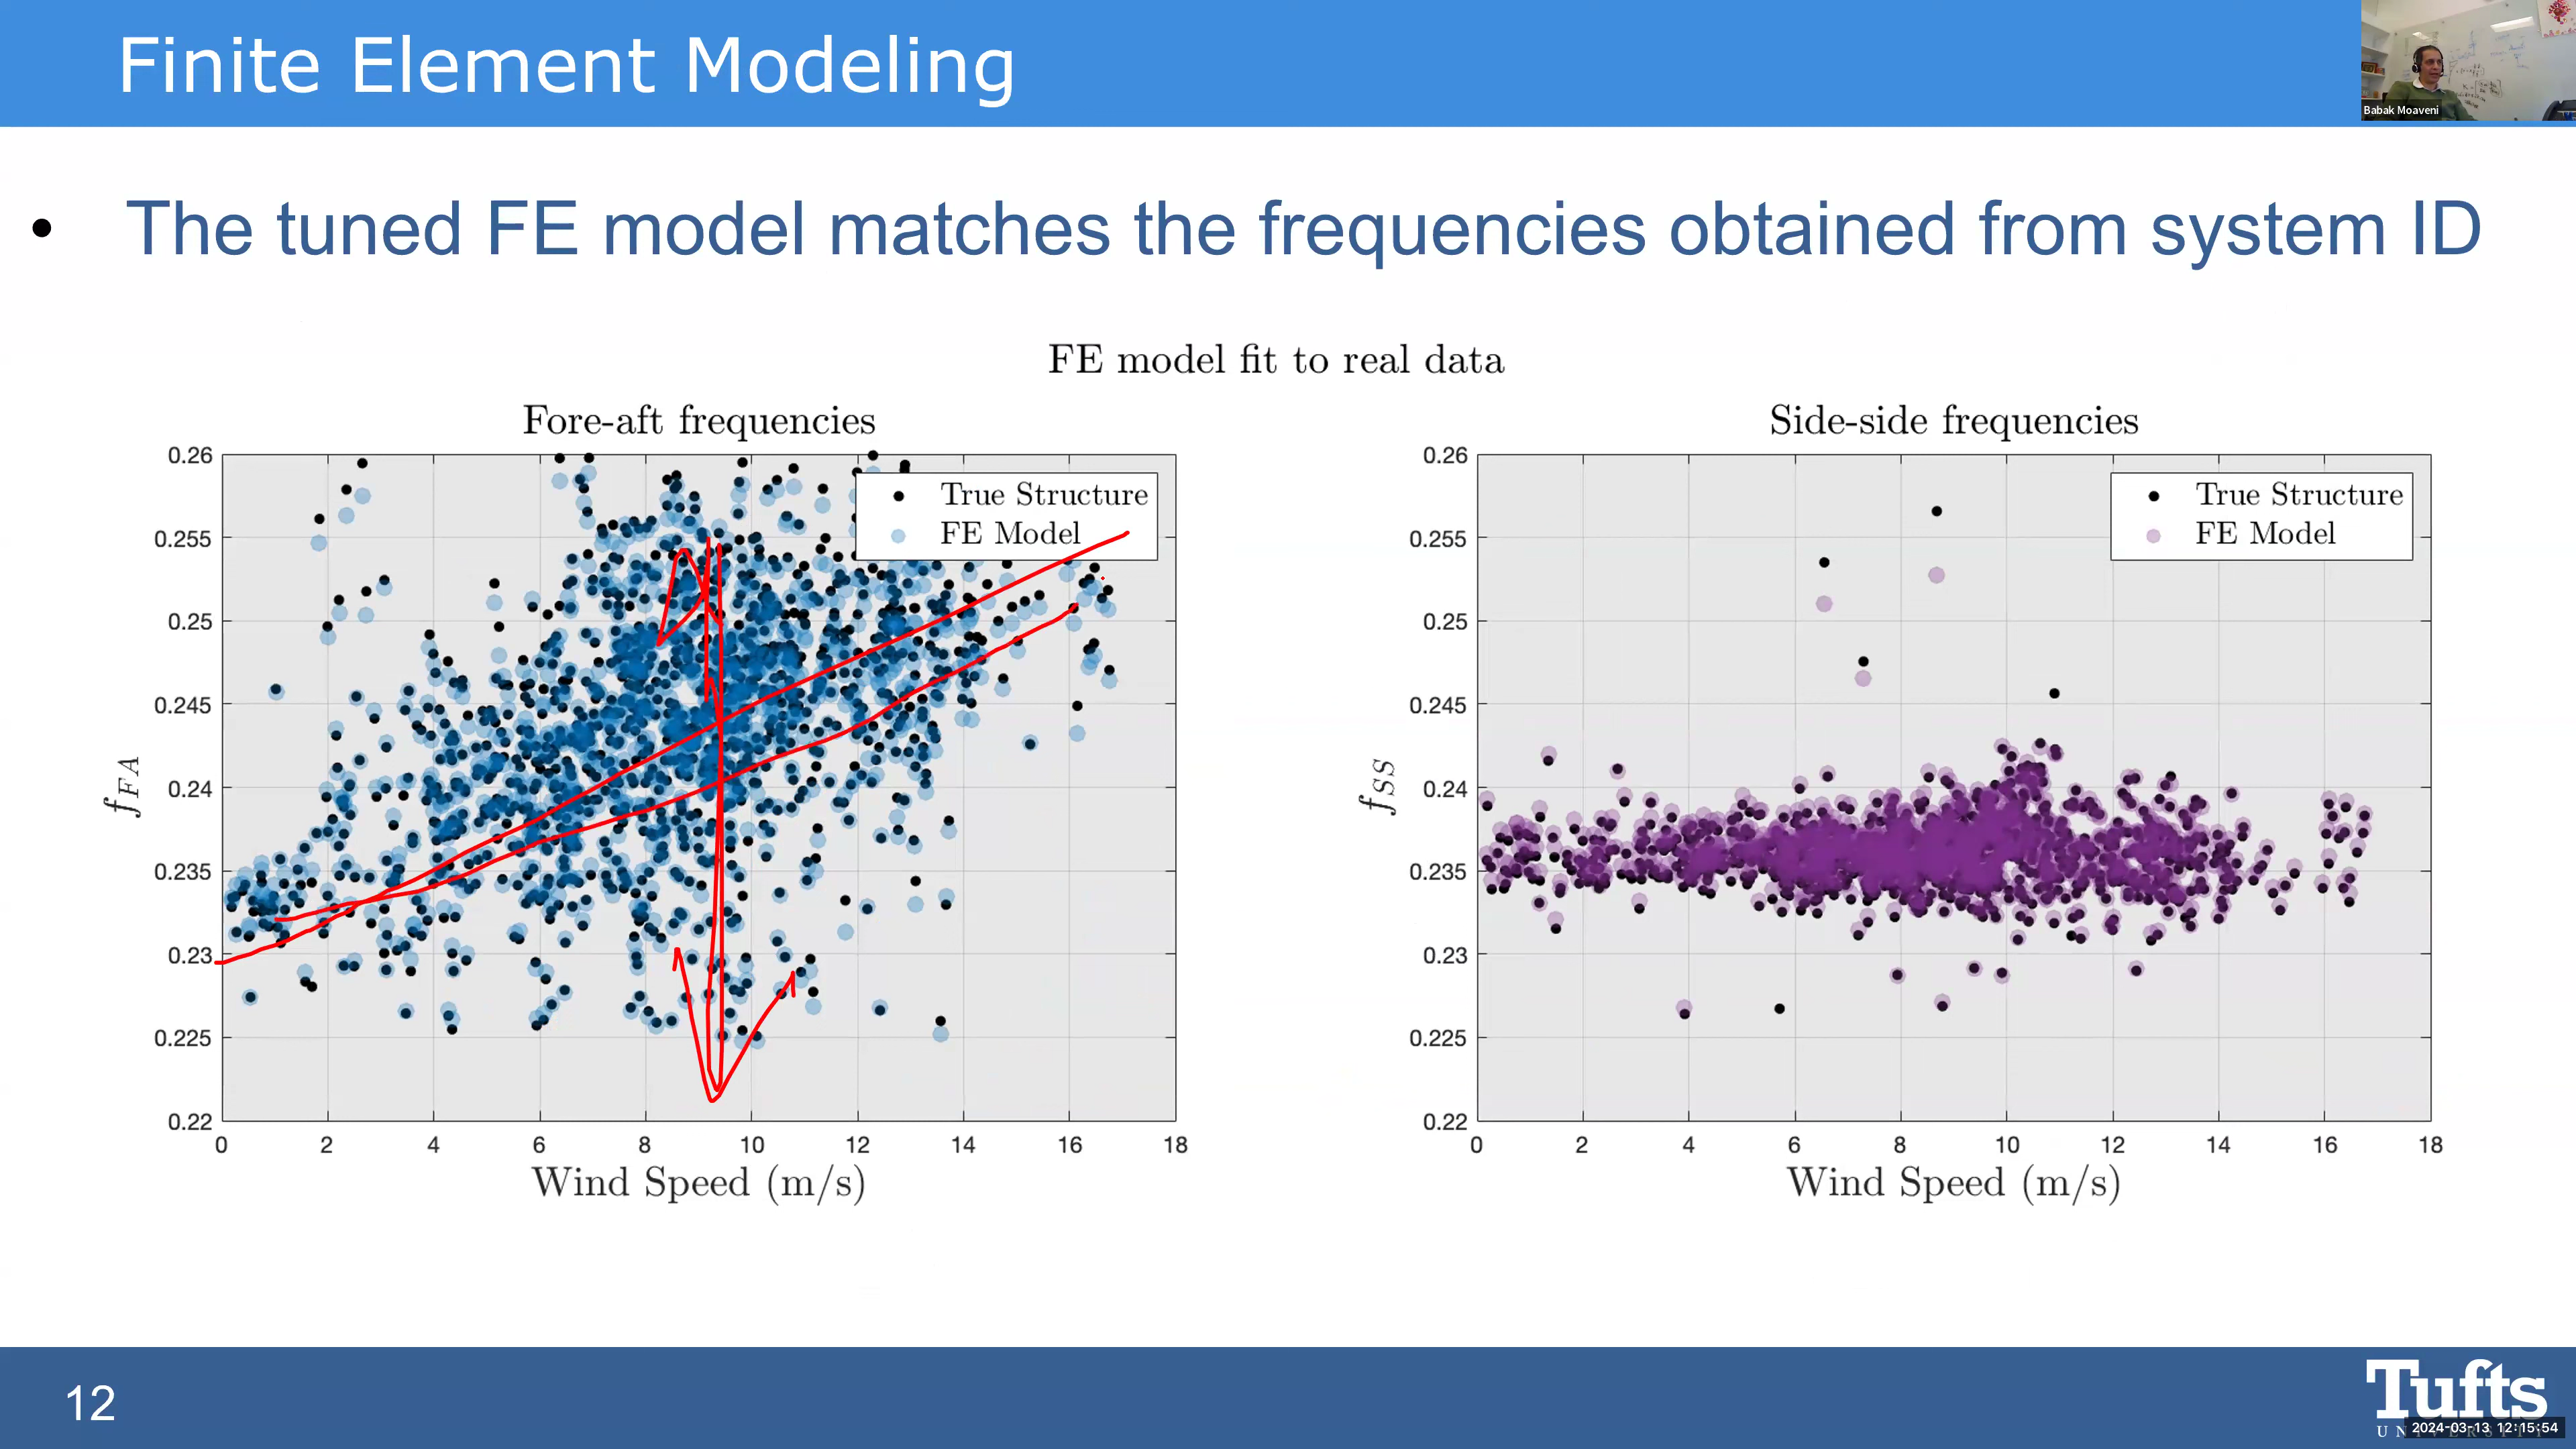 Finite Element Modeling
Babak Moaveni
• The tuned FE model matches the frequencies obtained from system ID
FE model fit to real data
Fore-aft frequencies
0.26
0.255
0.25
0.245
0.24
0.235
0.23
0.225
0.22
f_FA
True Structure
FE Model
0 2 4 6 8 10 12 14 16 18
Wind Speed (m/s)
Side-side frequencies
0.26
0.255
0.25
0.245
0.24
0.235
0.23
0.225
0.22
f_SS
True Structure
FE Model
0 2 4 6 8 10 12 14 16 18
Wind Speed (m/s)
12
Tufts
2024-03-13 12:15:54